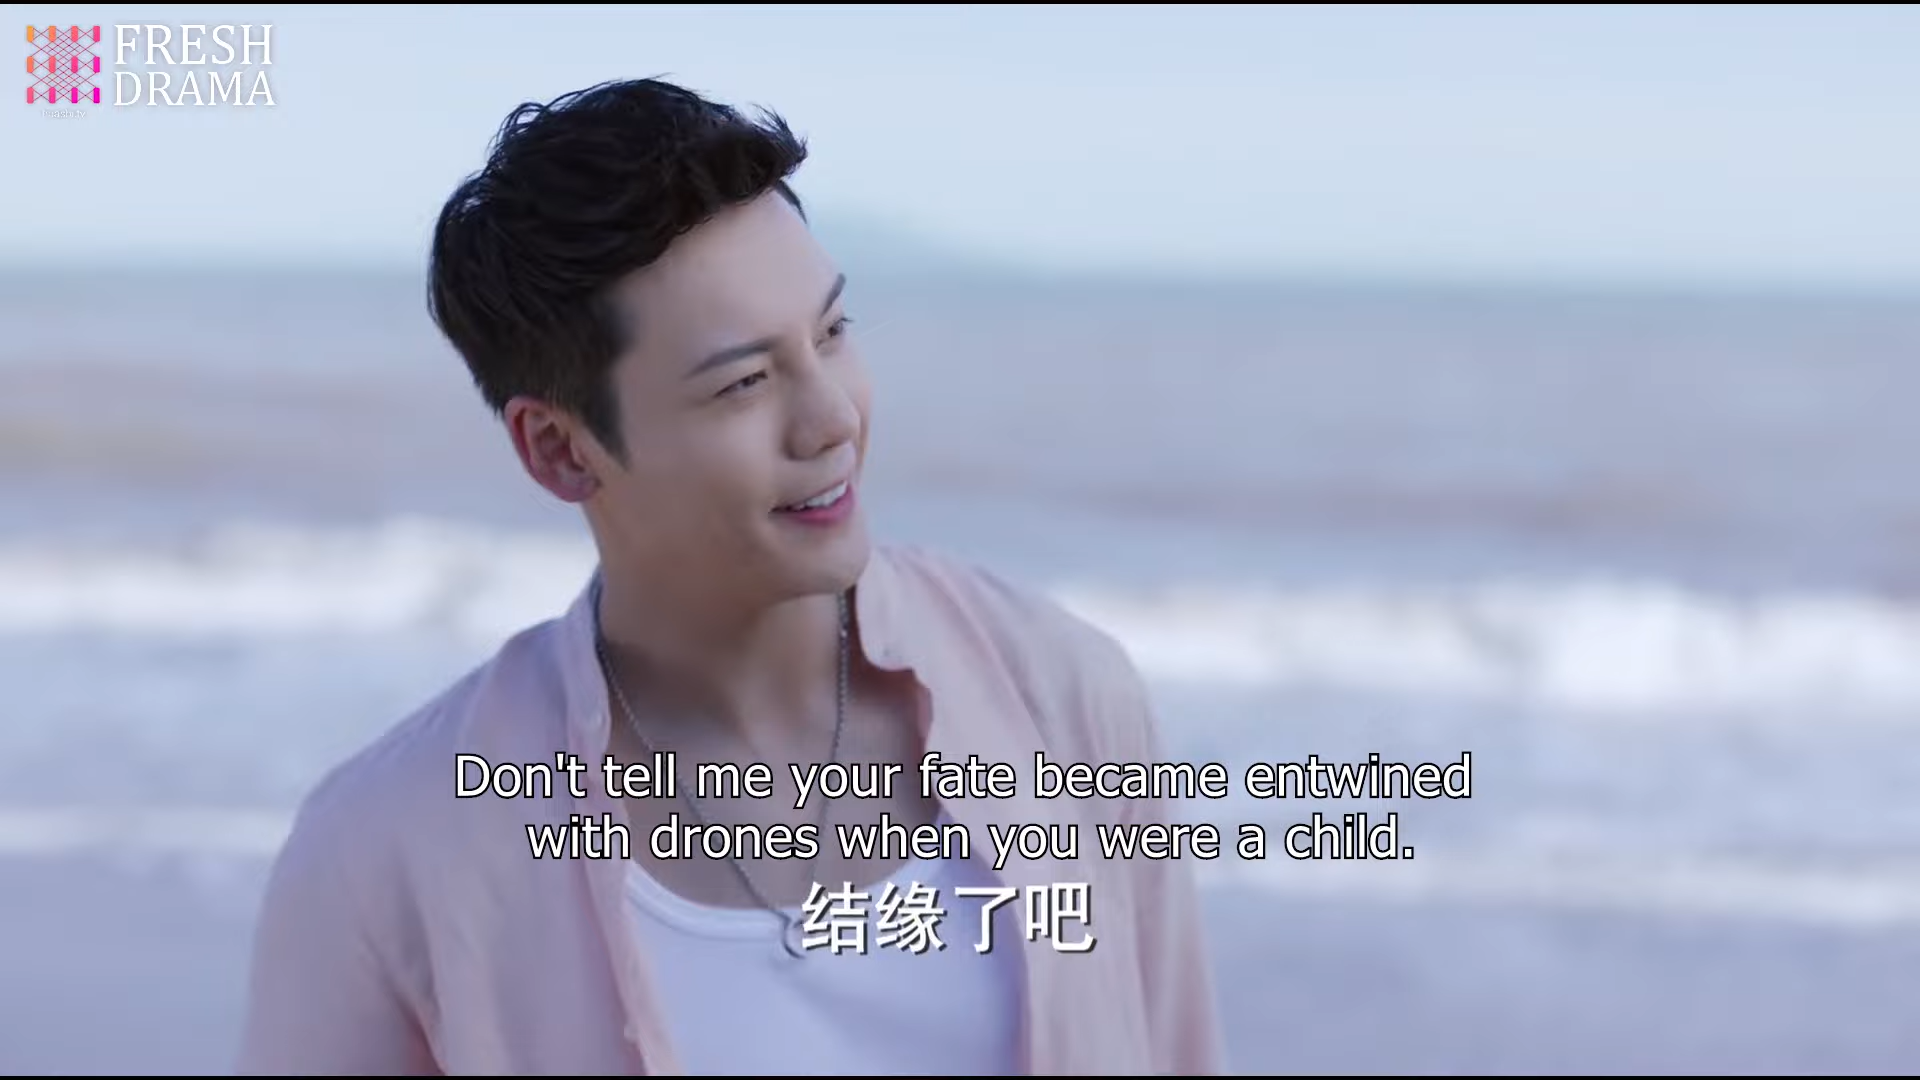 FRESH
DRAMA
Don't tell me your fate became entwined
with drones when you were a child.
结缘了吧